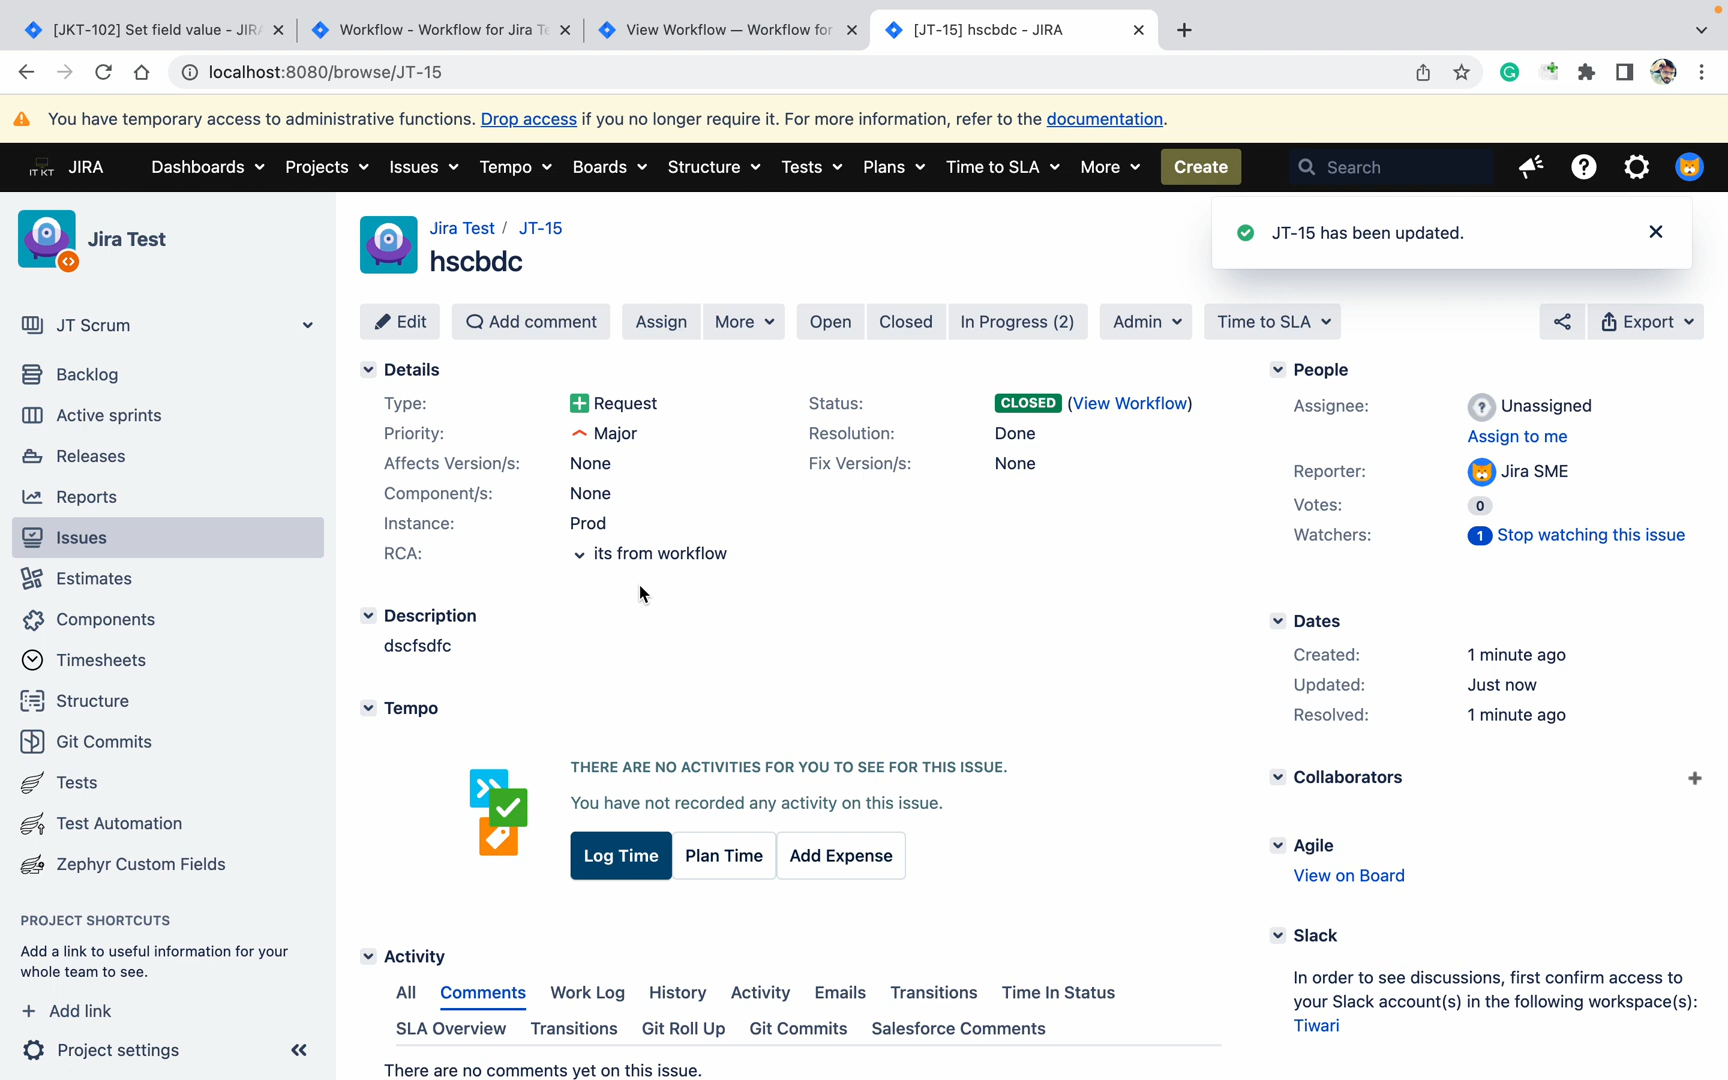 [JKT-102] Set field value - JIR
Workflow - Workflow for Jira Te
View Workflow — Workflow for
[JT-15] hscbdc - JIRA
localhost:8080/browse/JT-15
You have temporary access to administrative functions. Drop access if you no longer require it. For more information, refer to the documentation.
IT KT JIRA Dashboards Projects Issues Tempo Boards Structure Tests Plans Time to SLA More Create Search
Jira Test
Jira Test / JT-15
hscbdc
JT-15 has been updated.
Edit Add comment Assign More Open Closed In Progress (2) Admin Time to SLA Export
JT Scrum
Backlog
Active sprints
Releases
Reports
Issues
Estimates
Components
Timesheets
Structure
Git Commits
Tests
Test Automation
Zephyr Custom Fields
PROJECT SHORTCUTS
Add a link to useful information for your
whole team to see.
+ Add link
Project settings
Details
Type: Request
Priority: Major
Affects Version/s: None
Component/s: None
Instance: Prod
RCA: its from workflow
Status: CLOSED (View Workflow)
Resolution: Done
Fix Version/s: None
Description
dscfsdfc
Tempo
THERE ARE NO ACTIVITIES FOR YOU TO SEE FOR THIS ISSUE.
You have not recorded any activity on this issue.
Log Time Plan Time Add Expense
Activity
All Comments Work Log History Activity Emails Transitions Time In Status
SLA Overview Transitions Git Roll Up Git Commits Salesforce Comments
There are no comments yet on this issue.
People
Assignee: ? Unassigned
Assign to me
Reporter: Jira SME
Votes: 0
Watchers: 1 Stop watching this issue
Dates
Created: 1 minute ago
Updated: Just now
Resolved: 1 minute ago
Collaborators
Agile
View on Board
Slack
In order to see discussions, first confirm access to
your Slack account(s) in the following workspace(s):
Tiwari